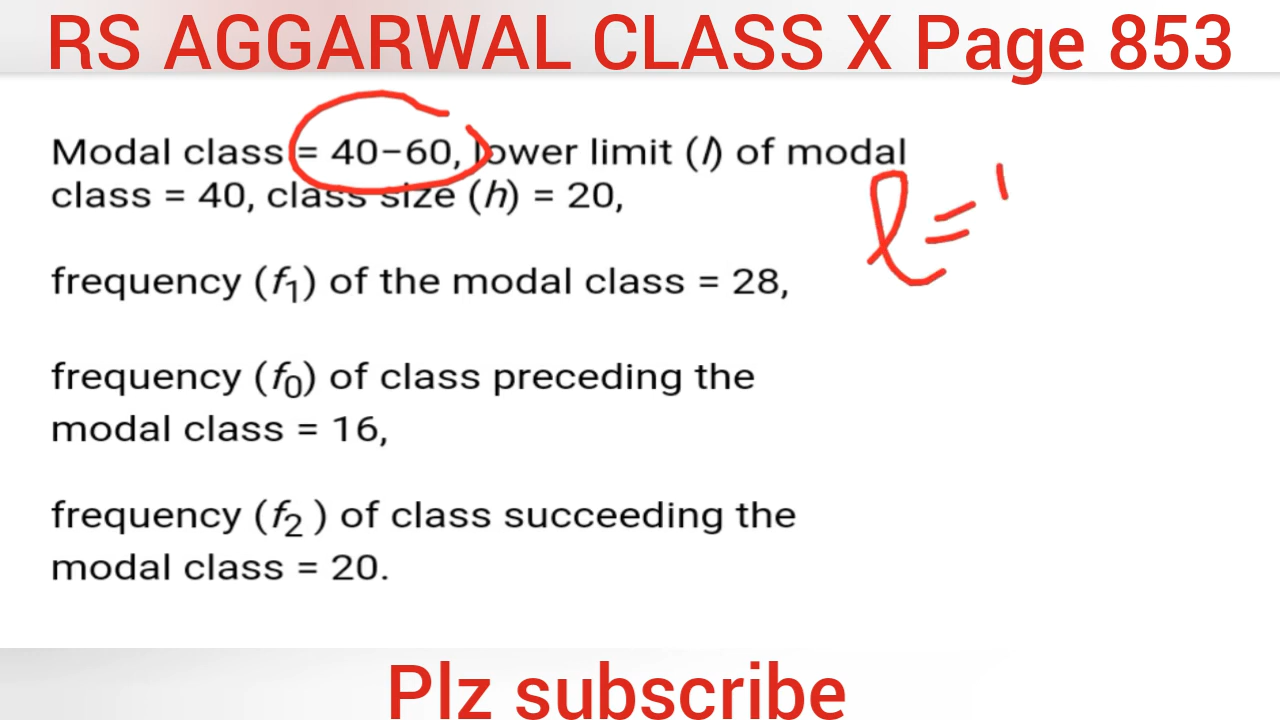 RS AGGARWAL CLASS X Page 853
Modal class = 40–60, lower limit (l) of modal
class = 40, class size (h) = 20,
l =
frequency (f₁) of the modal class = 28,
frequency (f₀) of class preceding the
modal class = 16,
frequency (f₂ ) of class succeeding the
modal class = 20.
Plz subscribe